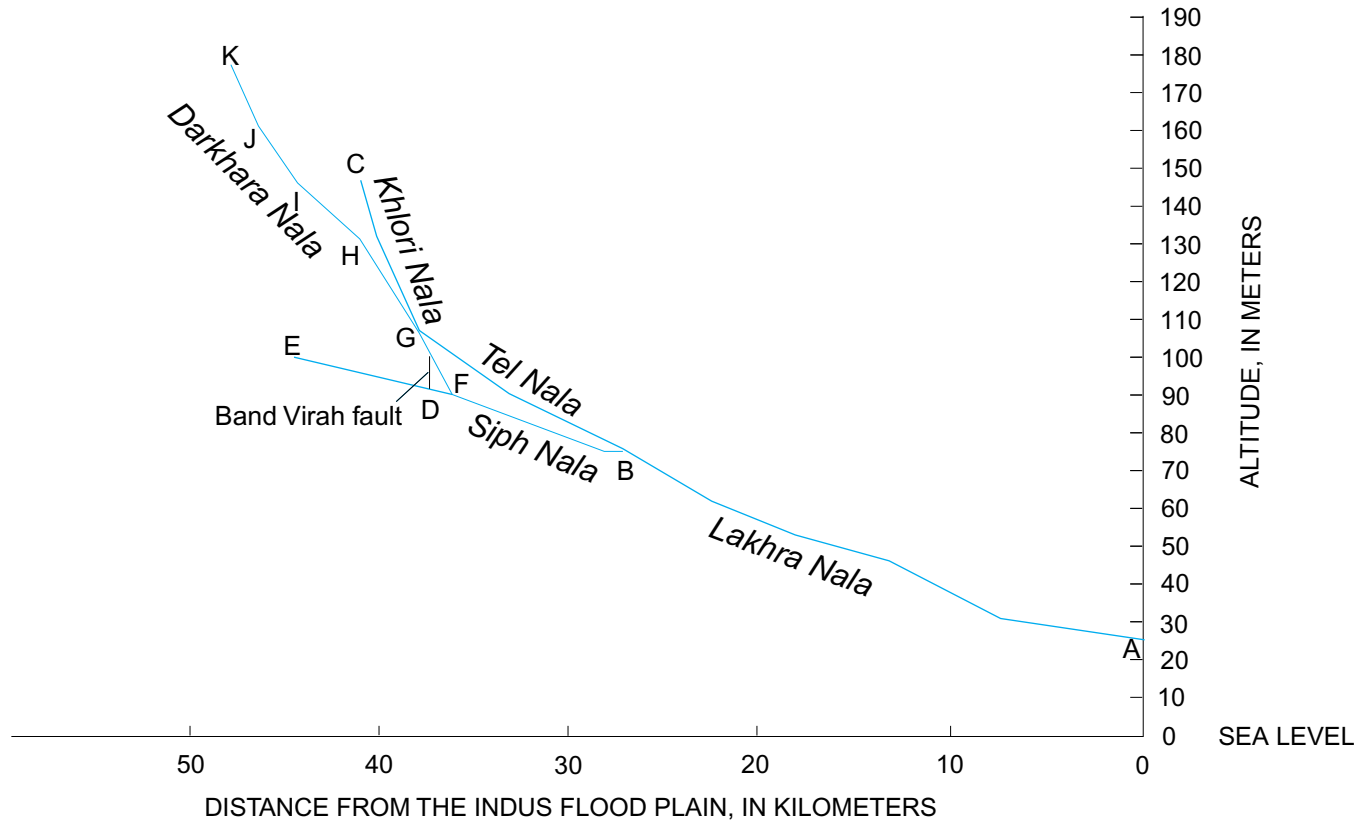 190
180
170
160
150
140
130
120
110
100
90
80
70
60
50
40
30
20
10
0
ALTITUDE, IN METERS
SEA LEVEL
K
J
Darkhara Nala
I
C
Khlori Nala
H
G
E
Tel Nala
F
Band Virah fault
D
Siph Nala
B
Lakhra Nala
A
50
40
30
20
10
0
DISTANCE FROM THE INDUS FLOOD PLAIN, IN KILOMETERS